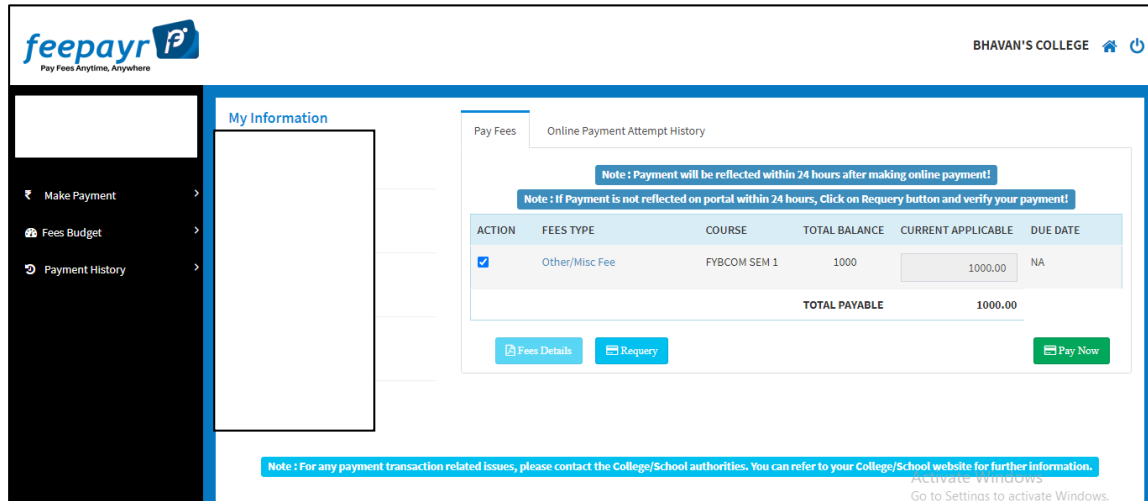 feepayr
Pay Fees Anytime, Anywhere
BHAVAN'S COLLEGE
Make Payment
Fees Budget
Payment History
My Information
Pay Fees Online Payment Attempt History
Note : Payment will be reflected within 24 hours after making online payment!
Note : If Payment is not reflected on portal within 24 hours, Click on Requery button and verify your payment!
ACTION FEES TYPE COURSE TOTAL BALANCE CURRENT APPLICABLE DUE DATE
Other/Misc Fee FYBCOM SEM 1 1000 1000.00 NA
TOTAL PAYABLE 1000.00
Fees Details Requery Pay Now
Note : For any payment transaction related issues, please contact the College/School authorities. You can refer to your College/School website for further information.
Activate Windows
Go to Settings to activate Windows.